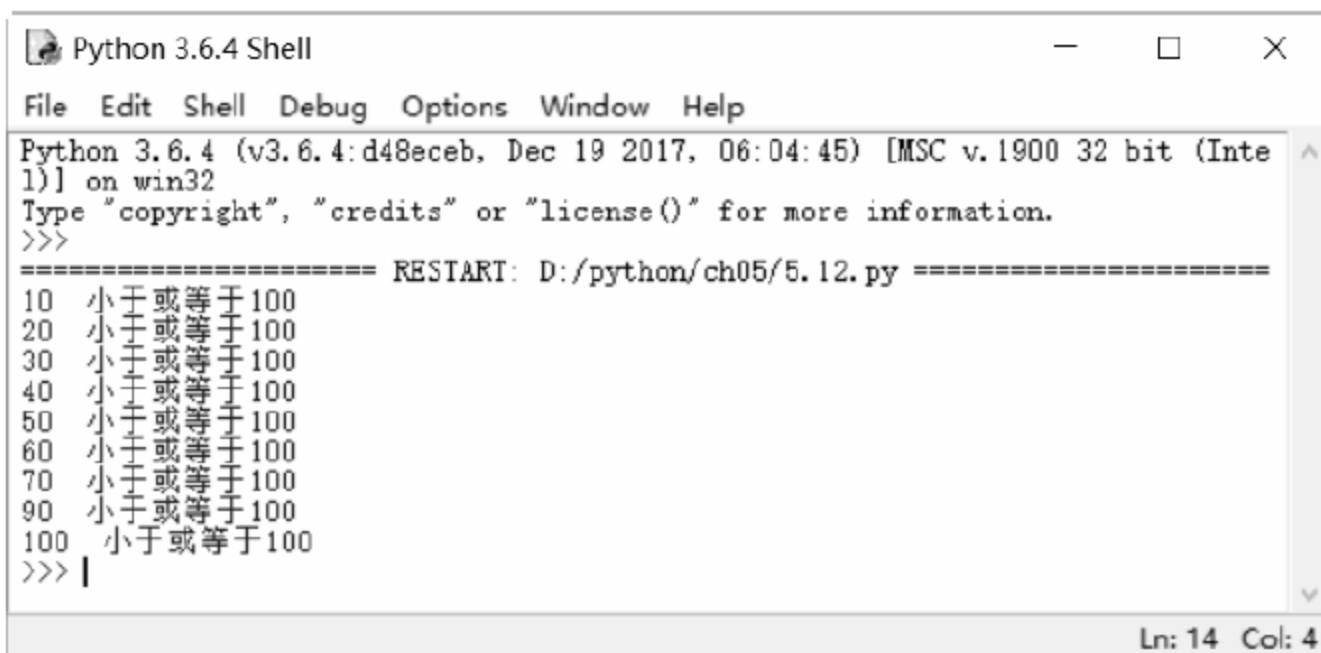 Python 3.6.4 Shell
File Edit Shell Debug Options Window Help
Python 3.6.4 (v3.6.4:d48eceb, Dec 19 2017, 06:04:45) [MSC v.1900 32 bit (Inte
l)] on win32
Type "copyright", "credits" or "license()" for more information.
>>>
====================== RESTART: D:/python/ch05/5.12.py ======================
10  小于或等于100
20  小于或等于100
30  小于或等于100
40  小于或等于100
50  小于或等于100
60  小于或等于100
70  小于或等于100
90  小于或等于100
100  小于或等于100
>>>
Ln: 14 Col: 4